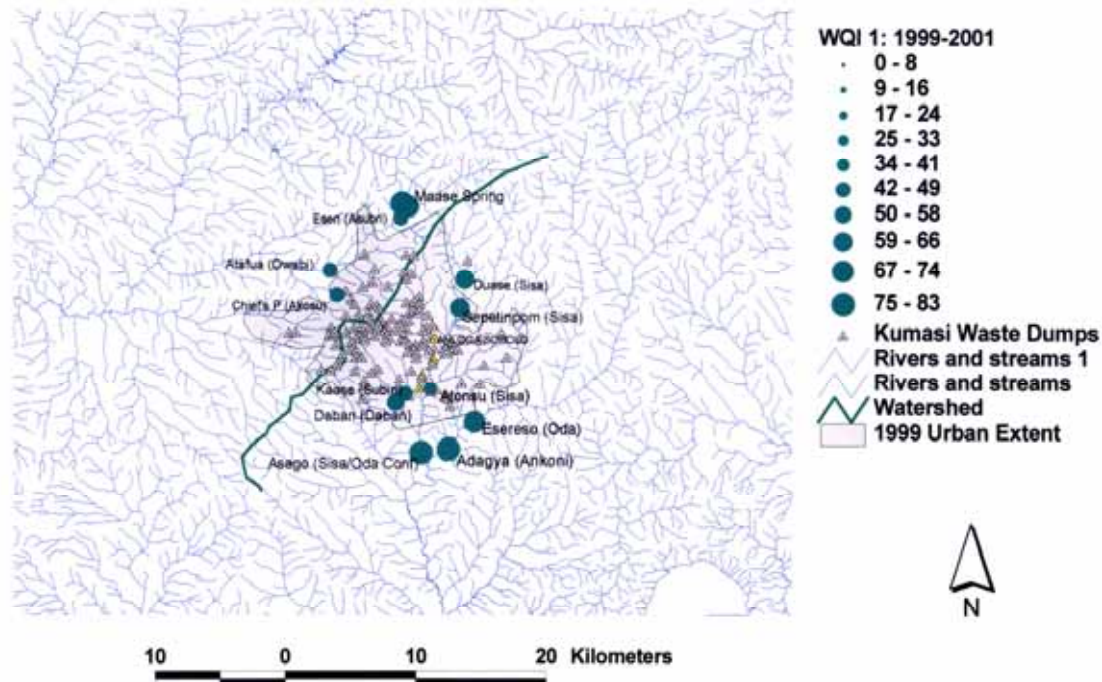 WQI 1: 1999-2001
0 - 8
9 - 16
17 - 24
25 - 33
34 - 41
42 - 49
50 - 58
59 - 66
67 - 74
75 - 83
Kumasi Waste Dumps
Rivers and streams 1
Rivers and streams
Watershed
1999 Urban Extent
Maase Spring
Esen (Akubri)
Atafua (Owabi)
Duase (Sisa)
Chief's P (Akosu)
Sepetinpom (Sisa)
Kaase (Subin)
Atonsu (Sisa)
Daban (Daban)
Esereso (Oda)
Asago (Sisa/Oda Conf)
Adagya (Ankoni)
N
10 0 10 20 Kilometers